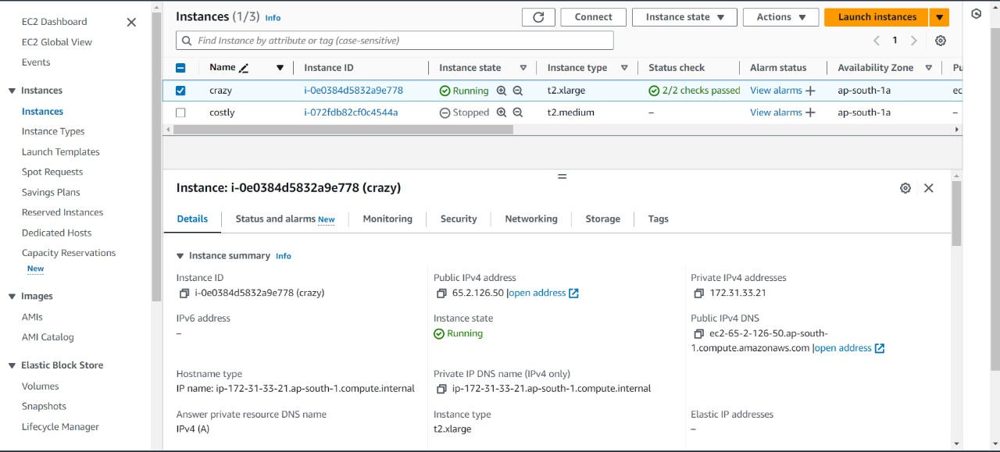 EC2 Dashboard
EC2 Global View
Events
Instances
Instances
Instance Types
Launch Templates
Spot Requests
Savings Plans
Reserved Instances
Dedicated Hosts
Capacity Reservations
New
Images
AMIs
AMI Catalog
Elastic Block Store
Volumes
Snapshots
Lifecycle Manager
Instances (1/3) Info
Connect
Instance state
Actions
Launch instances
Find Instance by attribute or tag (case-sensitive)
1
Name Instance ID Instance state Instance type Status check Alarm status Availability Zone Pu
crazy i-0e0384d5832a9e778 Running t2.xlarge 2/2 checks passed View alarms ap-south-1a ec
costly i-072fdb82cf0c4544a Stopped t2.medium – View alarms ap-south-1a –
Instance: i-0e0384d5832a9e778 (crazy)
Details Status and alarms New Monitoring Security Networking Storage Tags
Instance summary Info
Instance ID
i-0e0384d5832a9e778 (crazy)
Public IPv4 address
65.2.126.50 |open address
Private IPv4 addresses
172.31.33.21
IPv6 address
–
Instance state
Running
Public IPv4 DNS
ec2-65-2-126-50.ap-south-
1.compute.amazonaws.com |open address
Hostname type
IP name: ip-172-31-33-21.ap-south-1.compute.internal
Private IP DNS name (IPv4 only)
ip-172-31-33-21.ap-south-1.compute.internal
Answer private resource DNS name
IPv4 (A)
Instance type
t2.xlarge
Elastic IP addresses
–